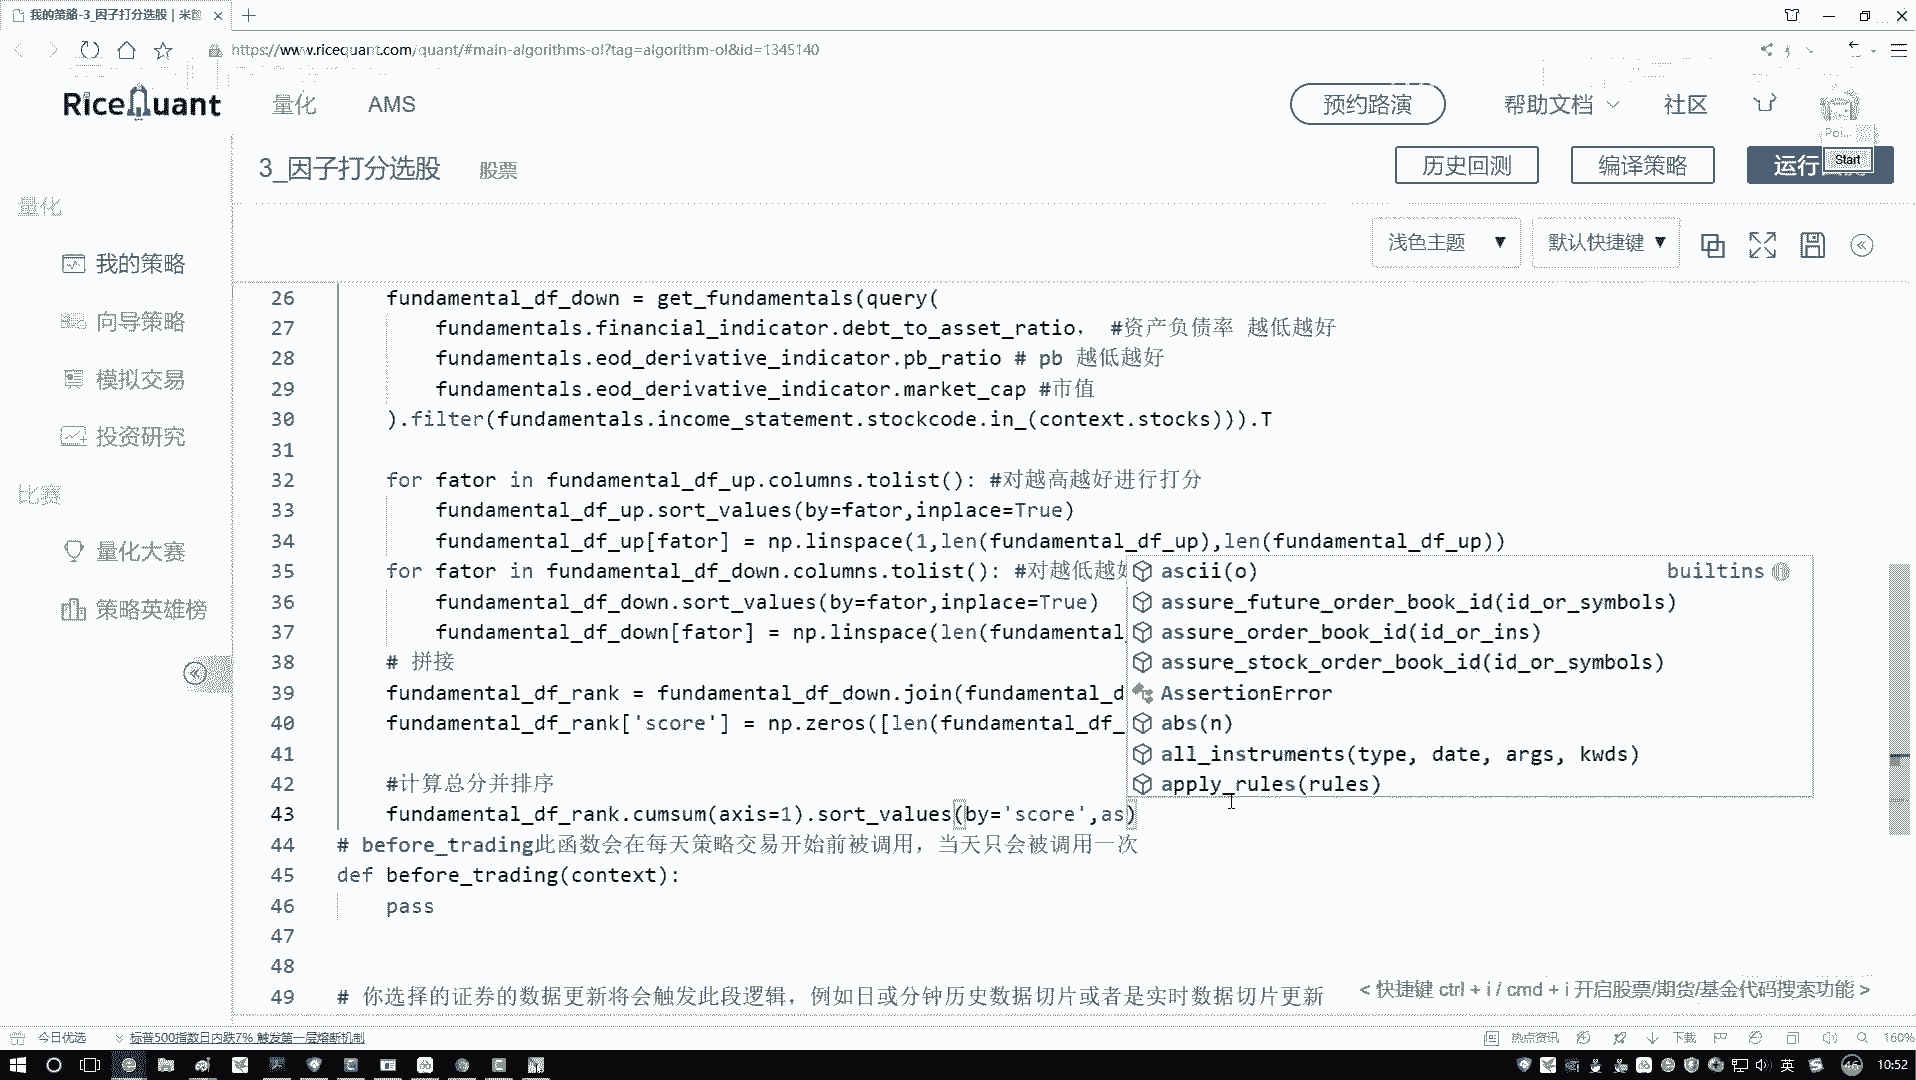 我的策略-3_因子打分选股 | 米筐
https://www.ricequant.com/quant/#main-algorithms-ol?tag=algorithm-ol&id=1345140
RiceQuant
量化
AMS
预约路演
帮助文档
社区
Poi...
3_因子打分选股
股票
历史回测
编译策略
运行
Start
量化
我的策略
向导策略
模拟交易
投资研究
比赛
量化大赛
策略英雄榜
浅色主题 ▼
默认快捷键 ▼
26 fundamental_df_down = get_fundamentals(query(
27 fundamentals.financial_indicator.debt_to_asset_ratio， #资产负债率 越低越好
28 fundamentals.eod_derivative_indicator.pb_ratio # pb 越低越好
29 fundamentals.eod_derivative_indicator.market_cap #市值
30 ).filter(fundamentals.income_statement.stockcode.in_(context.stocks))).T
31
32 for fator in fundamental_df_up.columns.tolist(): #对越高越好进行打分
33 fundamental_df_up.sort_values(by=fator,inplace=True)
34 fundamental_df_up[fator] = np.linspace(1,len(fundamental_df_up),len(fundamental_df_up))
35 for fator in fundamental_df_down.columns.tolist(): #对越低越好
36 fundamental_df_down.sort_values(by=fator,inplace=True)
37 fundamental_df_down[fator] = np.linspace(len(fundamental_
38 # 拼接
39 fundamental_df_rank = fundamental_df_down.join(fundamental_d
40 fundamental_df_rank['score'] = np.zeros([len(fundamental_df_
41
42 #计算总分并排序
43 fundamental_df_rank.cumsum(axis=1).sort_values(by='score',as)
44 # before_trading此函数会在每天策略交易开始前被调用，当天只会被调用一次
45 def before_trading(context):
46 pass
47
48
49 # 你选择的证券的数据更新将会触发此段逻辑，例如日或分钟历史数据切片或者是实时数据切片更新
ascii(o) builtins
assure_future_order_book_id(id_or_symbols)
assure_order_book_id(id_or_ins)
assure_stock_order_book_id(id_or_symbols)
AssertionError
abs(n)
all_instruments(type, date, args, kwds)
apply_rules(rules)
< 快捷键 ctrl + i / cmd + i 开启股票/期货/基金代码搜索功能 >
今日优选
标普500指数日内跌7% 触发第一层熔断机制
热点资讯
下载
160%
英
46
10:52